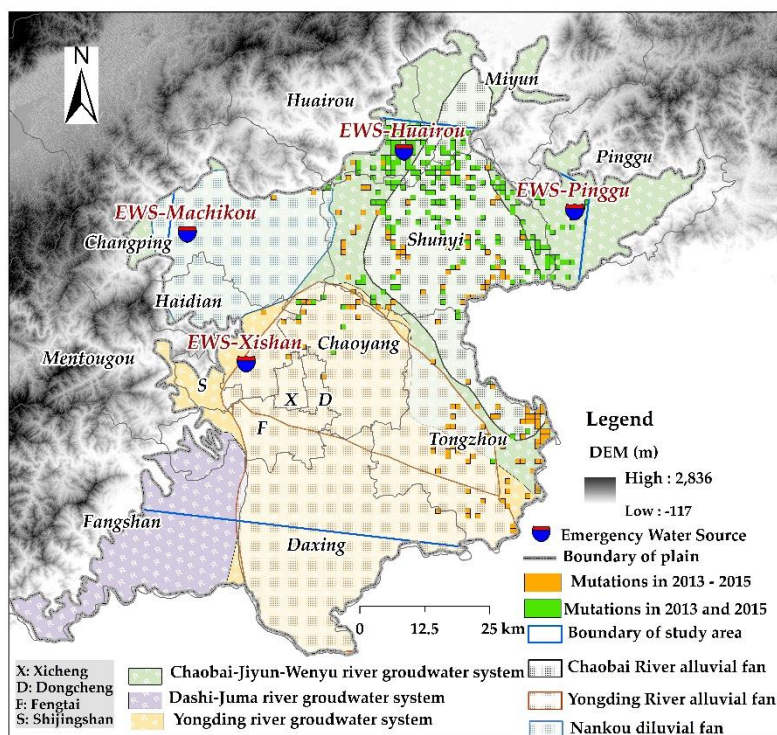 N
Miyun
Huairou
EWS-Huairou
Pinggu
EWS-Pinggu
EWS-Machikou
Changping
Shunyi
Haidian
EWS-Xishan
Mentougou
Chaoyang
S
X
D
F
Tongzhou
Fangshan
Daxing
0 12.5 25 km
Legend
DEM (m)
High : 2,836
Low : -117
Emergency Water Source
Boundary of plain
Mutations in 2013 - 2015
Mutations in 2013 and 2015
Boundary of study area
Chaobai River alluvial fan
Yongding River alluvial fan
Nankou diluvial fan
X: Xicheng
D: Dongcheng
F: Fengtai
S: Shijingshan
Chaobai-Jiyun-Wenyu river groudwater system
Dashi-Juma river groundwater system
Yongding river groundwater system